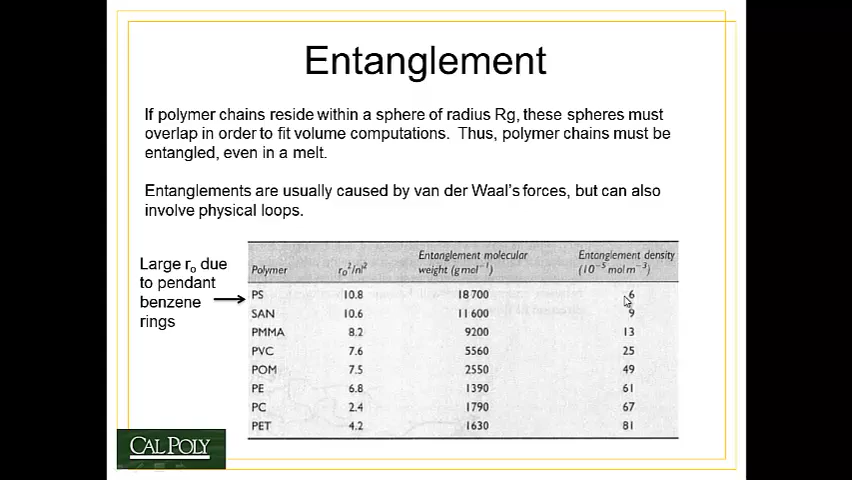 Entanglement
If polymer chains reside within a sphere of radius Rg, these spheres must
overlap in order to fit volume computations. Thus, polymer chains must be
entangled, even in a melt.
Entanglements are usually caused by van der Waal's forces, but can also
involve physical loops.
Large r₀ due
to pendant
benzene
rings
Entanglement molecular Entanglement density
Polymer r₀²/nl² weight (g mol⁻¹) (10⁻⁵ mol m⁻³)
PS 10.8 18 700 6
SAN 10.6 11 600 9
PMMA 8.2 9200 13
PVC 7.6 5560 25
POM 7.5 2550 49
PE 6.8 1390 61
PC 2.4 1790 67
PET 4.2 1630 81
CAL POLY